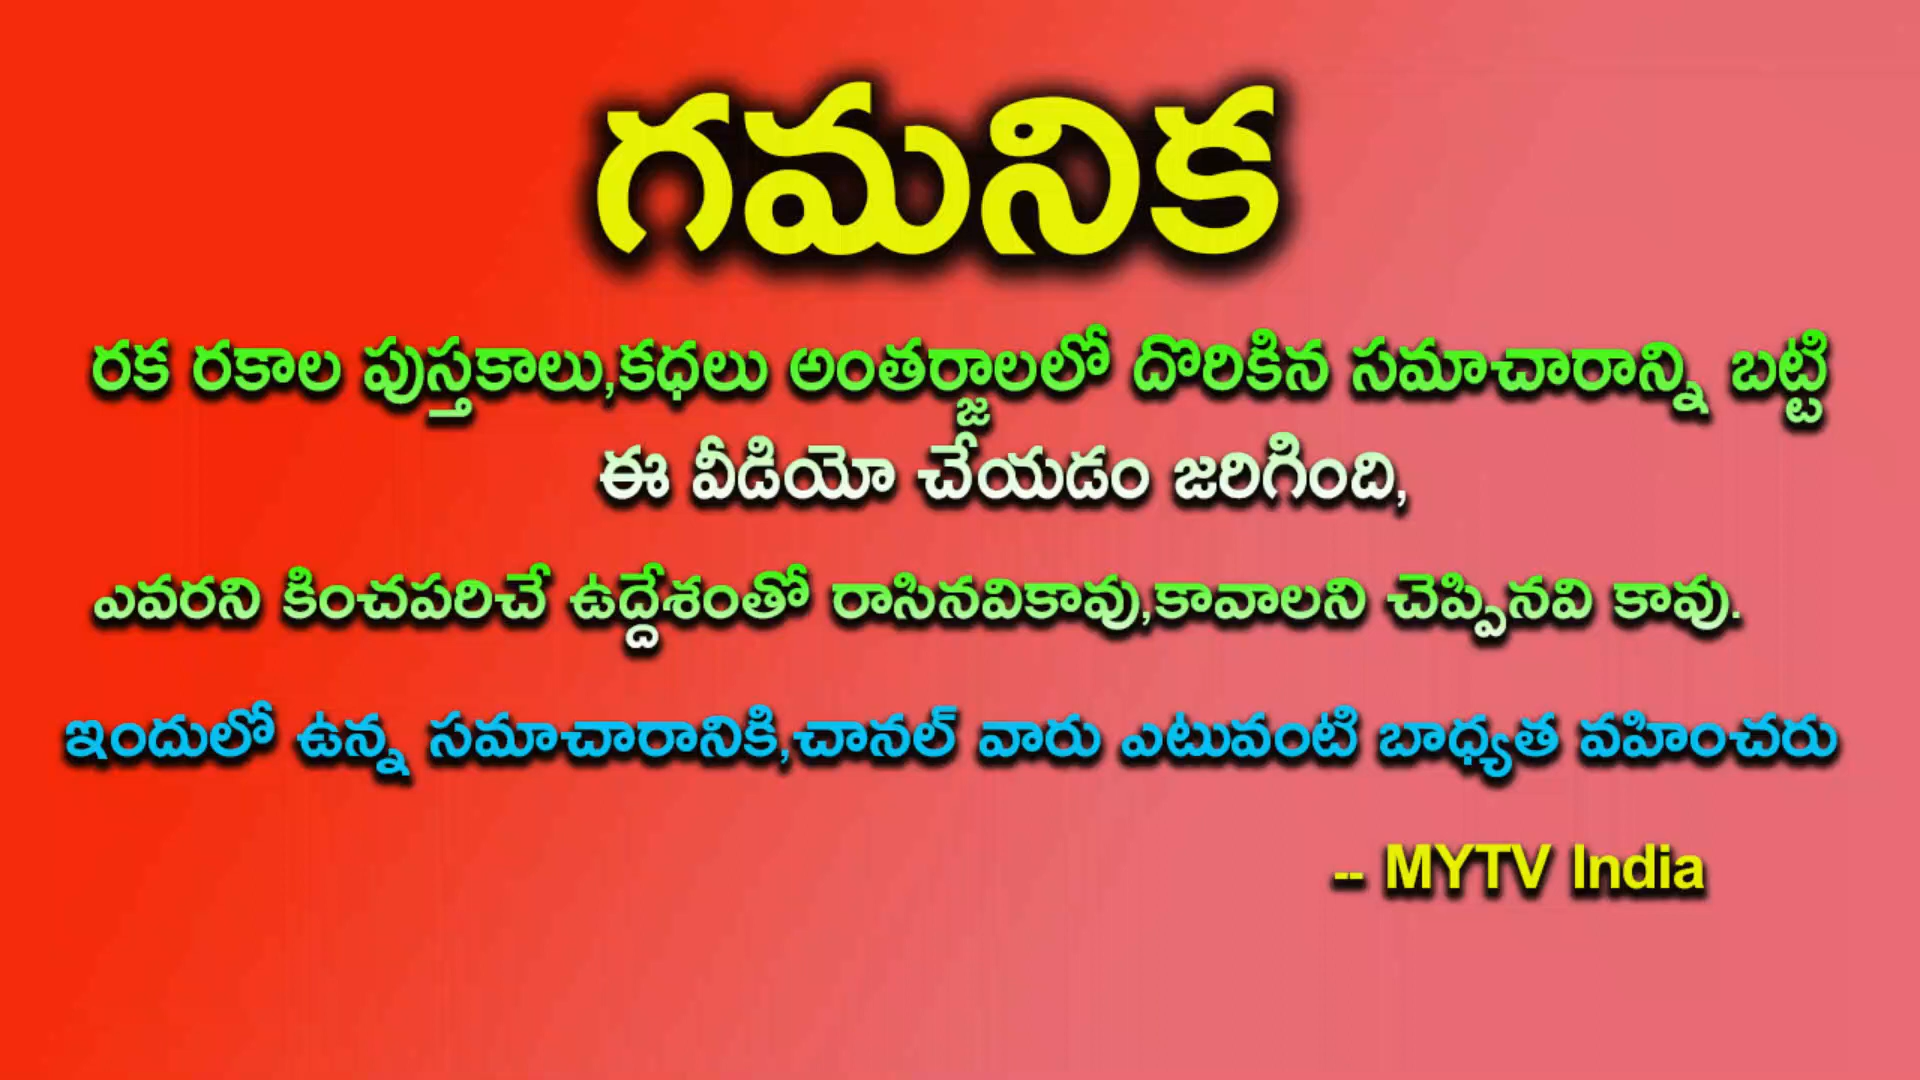 గమనిక
రక రకాల పుస్తకాలు,కధలు అంతర్జాలలో దొరికిన సమాచారాన్ని బట్టి
ఈ వీడియో చేయడం జరిగింది,
ఎవరని కించపరిచే ఉద్దేశంతో రాసినవికావు,కావాలని చెప్పినవి కావు.
ఇందులో ఉన్న సమాచారానికి,చానల్ వారు ఎటువంటి బాధ్యత వహించరు
-- MYTV India